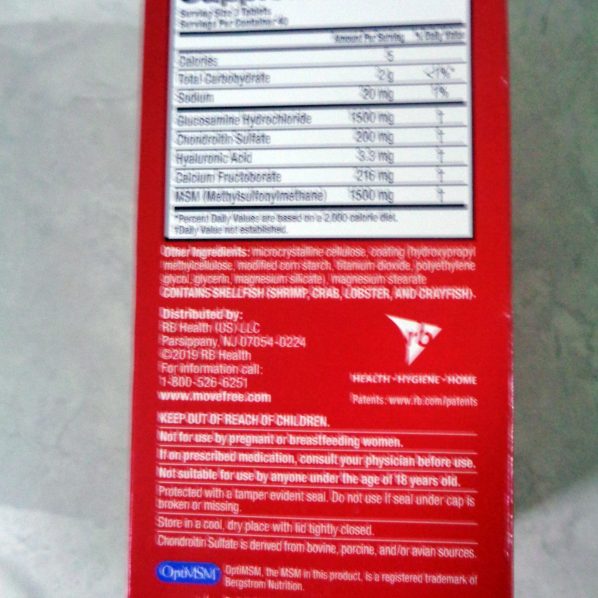 Serving Size 2 Tablets
Servings Per Container 40
Amount Per Serving % Daily Value
Calories 5
Total Carbohydrate 2 g <1%*
Sodium 20 mg 1%
Glucosamine Hydrochloride 1500 mg †
Chondroitin Sulfate 200 mg †
Hyaluronic Acid 3.3 mg †
Calcium Fructoborate 216 mg †
MSM (Methylsulfonylmethane) 1500 mg †
*Percent Daily Values are based on a 2,000 calorie diet.
†Daily Value not established.
Other Ingredients: microcrystalline cellulose, coating (hydroxypropyl
methylcellulose, modified corn starch, titanium dioxide, polyethylene
glycol, glycerin, magnesium silicate), magnesium stearate
CONTAINS SHELLFISH (SHRIMP, CRAB, LOBSTER, AND CRAYFISH).
Distributed by:
RB Health (US) LLC
Parsippany, NJ 07054-0224
©2019 RB Health
For information call:
1-800-526-6251
www.movefree.com
rb
HEALTH • HYGIENE • HOME
Patents: www.rb.com/patents
KEEP OUT OF REACH OF CHILDREN.
Not for use by pregnant or breastfeeding women.
If on prescribed medication, consult your physician before use.
Not suitable for use by anyone under the age of 18 years old.
Protected with a tamper evident seal. Do not use if seal under cap is
broken or missing.
Store in a cool, dry place with lid tightly closed.
Chondroitin Sulfate is derived from bovine, porcine, and/or avian sources.
OptiMSM OptiMSM, the MSM in this product, is a registered trademark of
Bergstrom Nutrition.